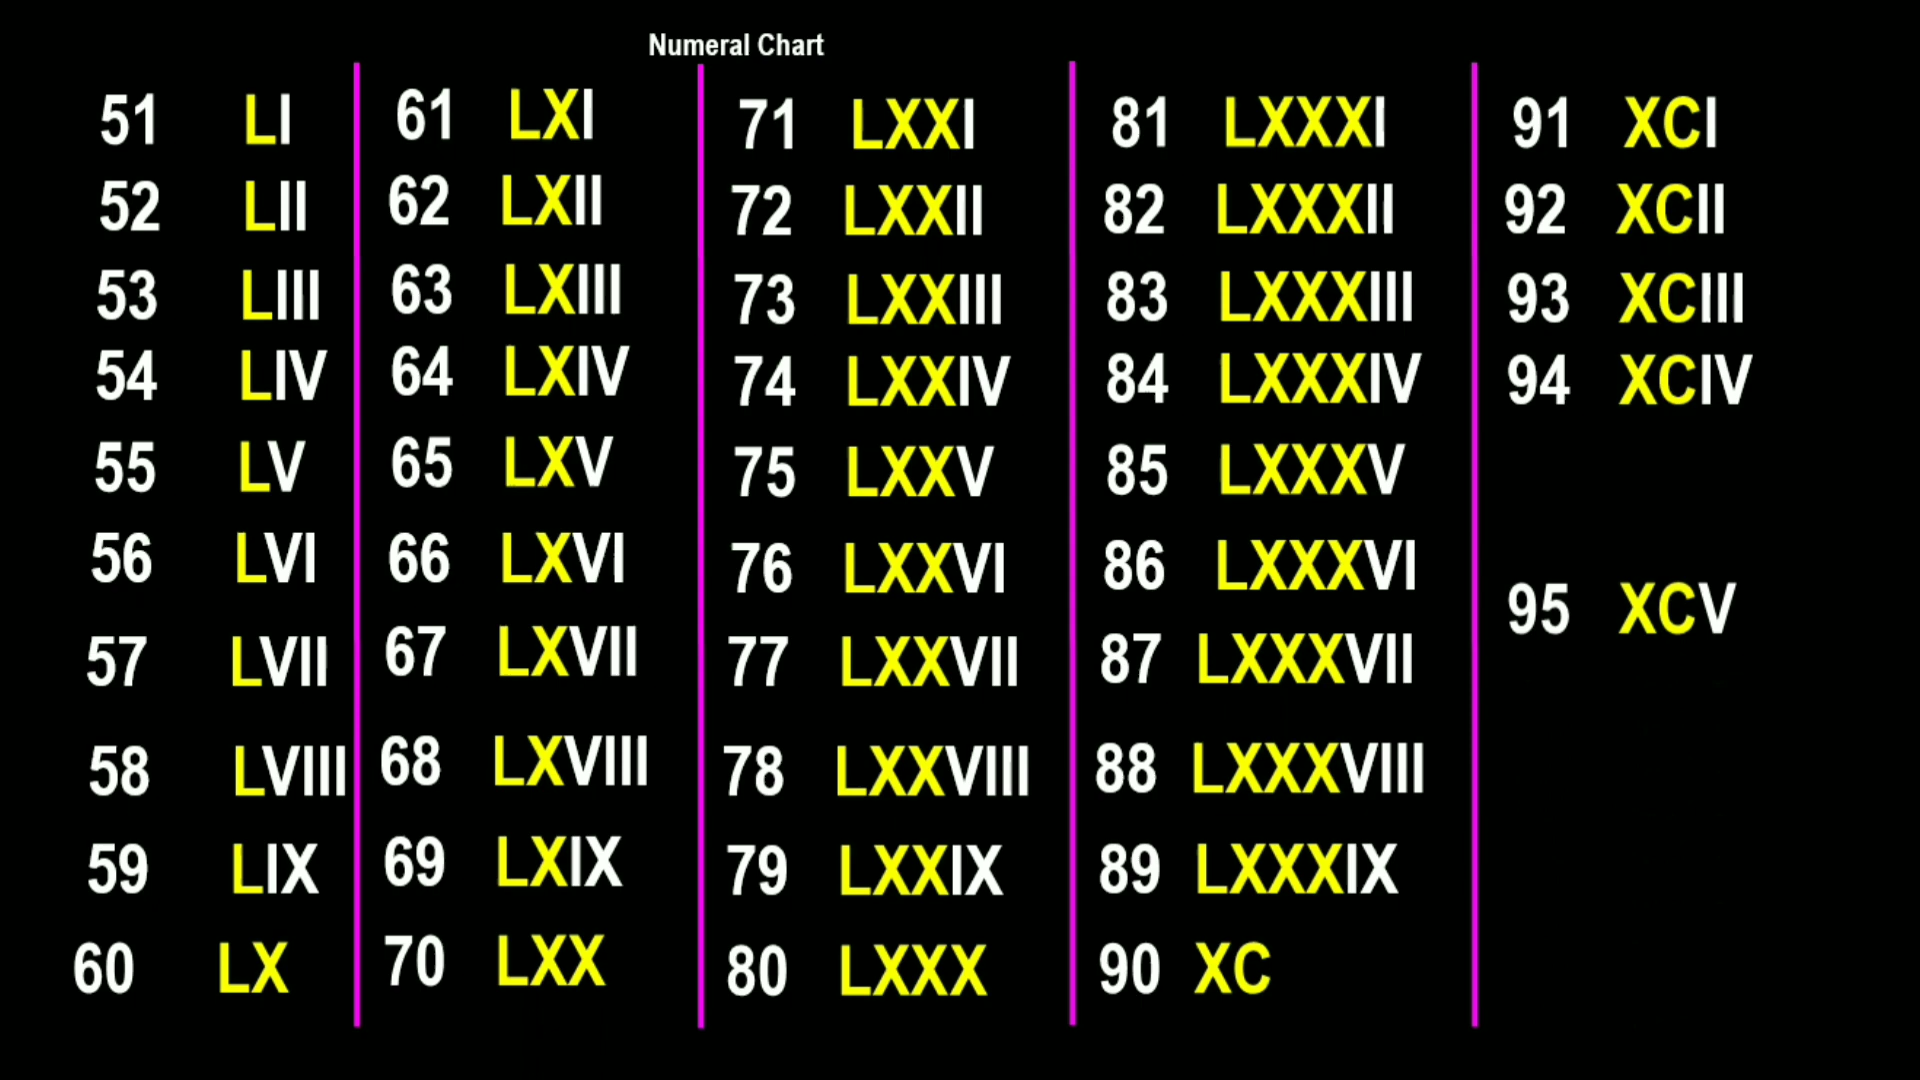 Numeral Chart
51 LI
52 LII
53 LIII
54 LIV
55 LV
56 LVI
57 LVII
58 LVIII
59 LIX
60 LX
61 LXI
62 LXII
63 LXIII
64 LXIV
65 LXV
66 LXVI
67 LXVII
68 LXVIII
69 LXIX
70 LXX
71 LXXI
72 LXXII
73 LXXIII
74 LXXIV
75 LXXV
76 LXXVI
77 LXXVII
78 LXXVIII
79 LXXIX
80 LXXX
81 LXXXI
82 LXXXII
83 LXXXIII
84 LXXXIV
85 LXXXV
86 LXXXVI
87 LXXXVII
88 LXXXVIII
89 LXXXIX
90 XC
91 XCI
92 XCII
93 XCIII
94 XCIV
95 XCV